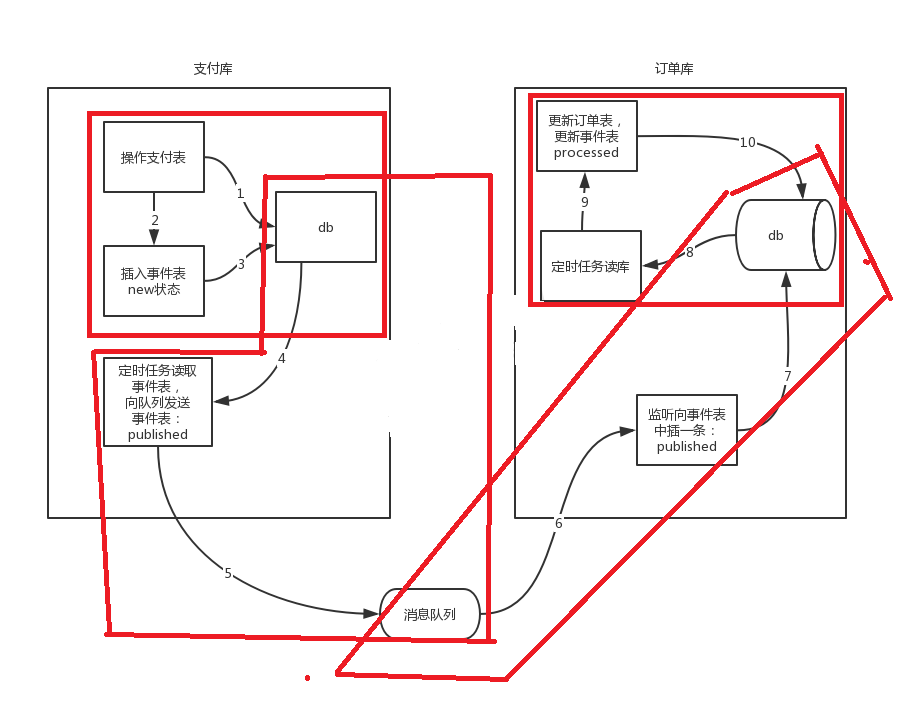 支付库
操作支付表
1
2
插入事件表
new状态
3
db
4
定时任务读取
事件表，
向队列发送
事件表：
published
5
消息队列
订单库
更新订单表，
更新事件表
processed
10
9
定时任务读库
8
db
7
监听向事件表
中插一条：
published
6